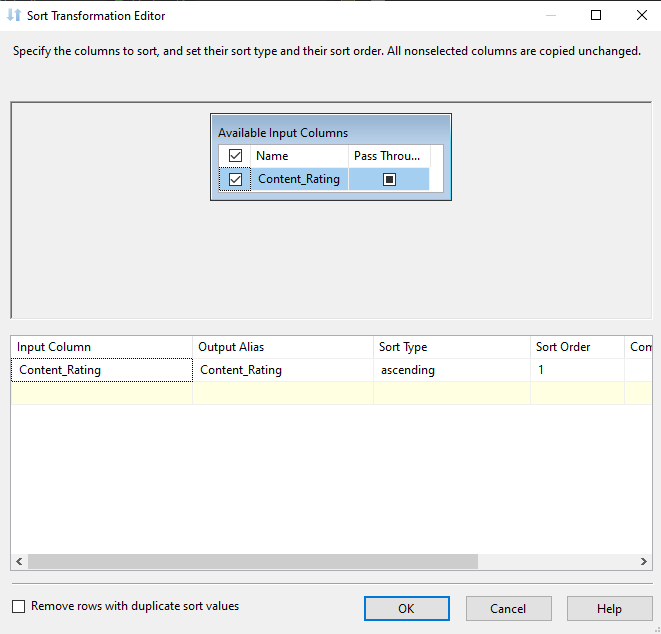 Sort Transformation Editor
Specify the columns to sort, and set their sort type and their sort order. All nonselected columns are copied unchanged.
Available Input Columns
Name Pass Throu...
Content_Rating
Input Column Output Alias Sort Type Sort Order Com
Content_Rating Content_Rating ascending 1
Remove rows with duplicate sort values OK Cancel Help